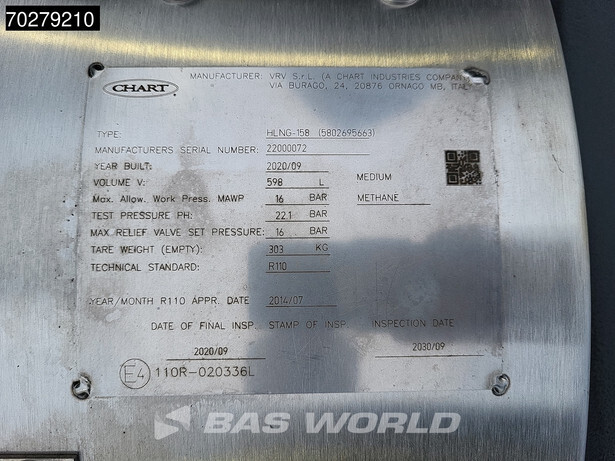 70279210
CHART
MANUFACTURER: VRV S.r.L. (A CHART INDUSTRIES COMPANY)
VIA BURAGO, 24, 20876 ORNAGO MB, ITALY
TYPE: HLNG-158 (5802695663)
MANUFACTURERS SERIAL NUMBER: 22000072
YEAR BUILT: 2020/09
VOLUME V: 598 L MEDIUM
Max. Allow. Work Press. MAWP 16 BAR METHANE
TEST PRESSURE PH: 22.1 BAR
MAX RELIEF VALVE SET PRESSURE: 16 BAR
TARE WEIGHT (EMPTY): 303 KG
TECHNICAL STANDARD: R110
YEAR/MONTH R110 APPR. DATE 2014/07
DATE OF FINAL INSP. STAMP OF INSP. INSPECTION DATE
2020/09 2030/09
E4 110R-020336L
BAS WORLD